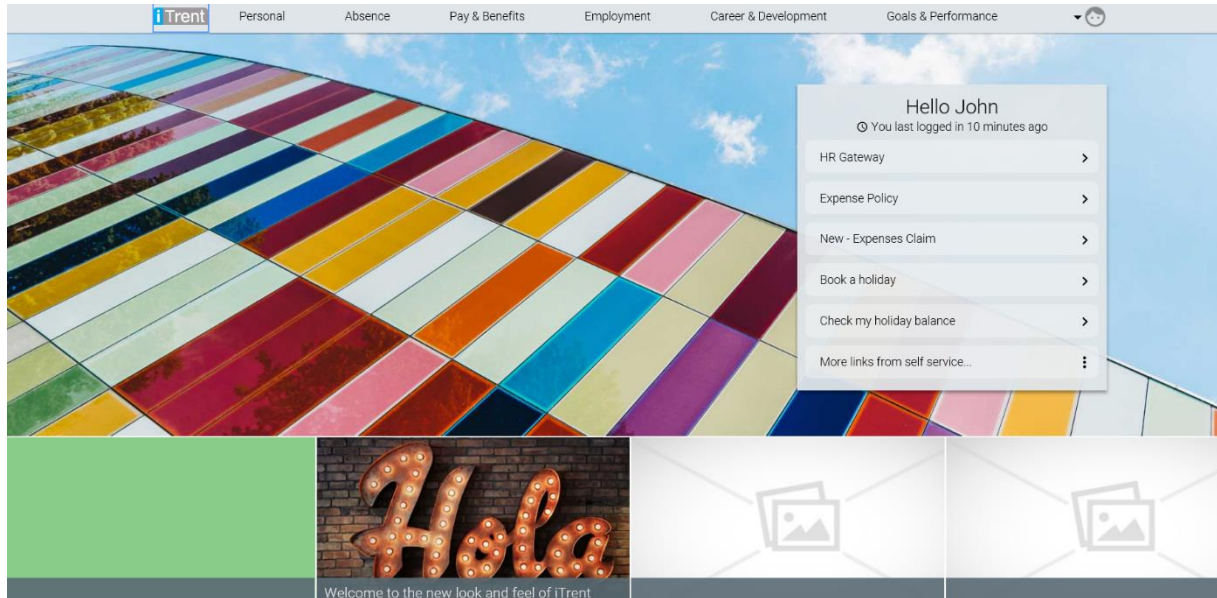 iTrent Personal Absence Pay & Benefits Employment Career & Development Goals & Performance
Hello John
You last logged in 10 minutes ago
HR Gateway
Expense Policy
New - Expenses Claim
Book a holiday
Check my holiday balance
More links from self service...
Hola
Welcome to the new look and feel of iTrent